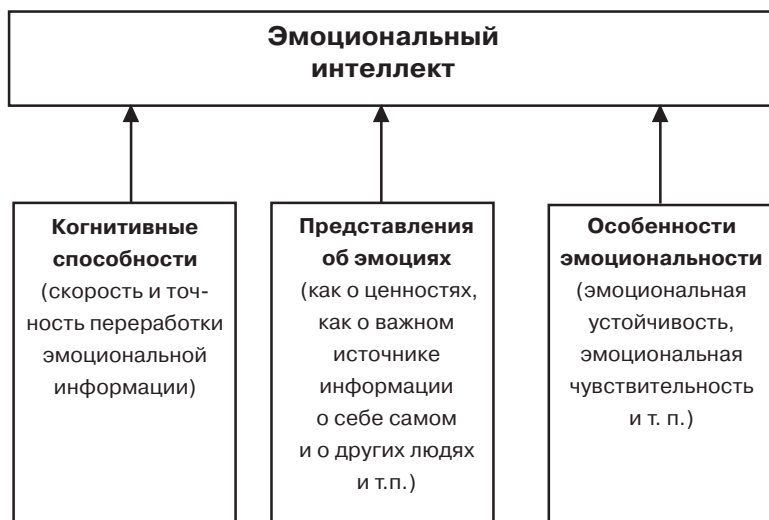 Эмоциональный
интеллект
Когнитивные
способности
(скорость и точ-
ность переработки
эмоциональной
информации)
Представления
об эмоциях
(как о ценностях,
как о важном
источнике
информации
о себе самом
и о других людях
и т.п.)
Особенности
эмоциональности
(эмоциональная
устойчивость,
эмоциональная
чувствительность
и т. п.)